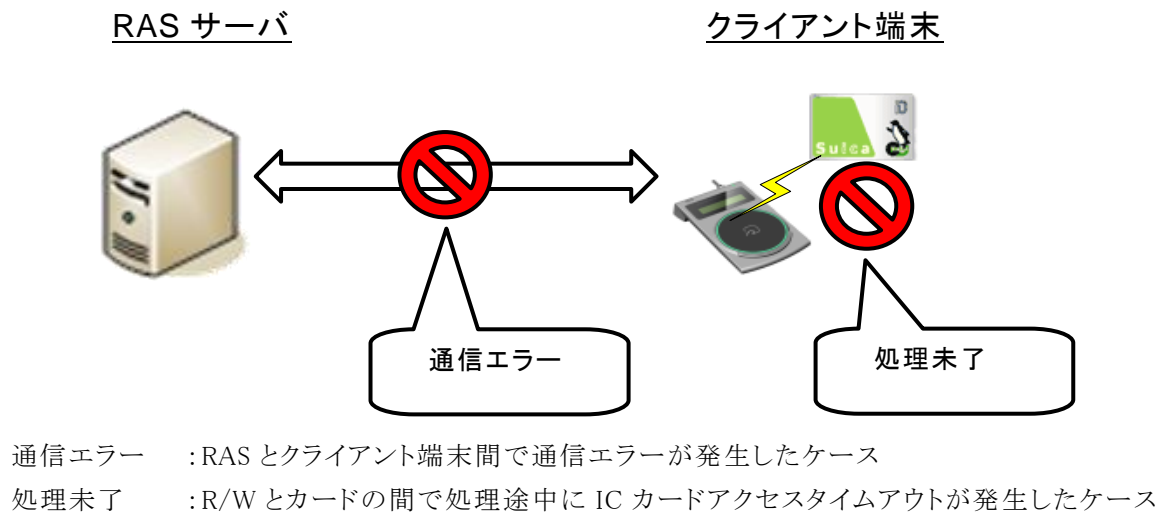 RAS サーバ
クライアント端末
Suica
通信エラー
処理未了
通信エラー :RAS とクライアント端末間で通信エラーが発生したケース
処理未了 :R/W とカードの間で処理途中に IC カードアクセスタイムアウトが発生したケース